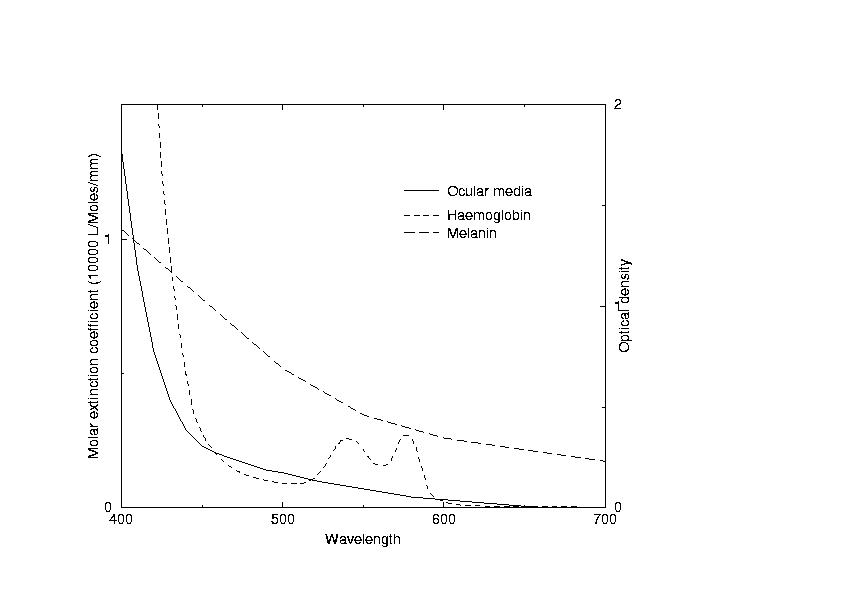 2
Ocular media
Haemoglobin
Melanin
Molar extinction coefficient (10000 L/Moles/mm)
1
1
Optical density
0
0
400
500
600
700
Wavelength